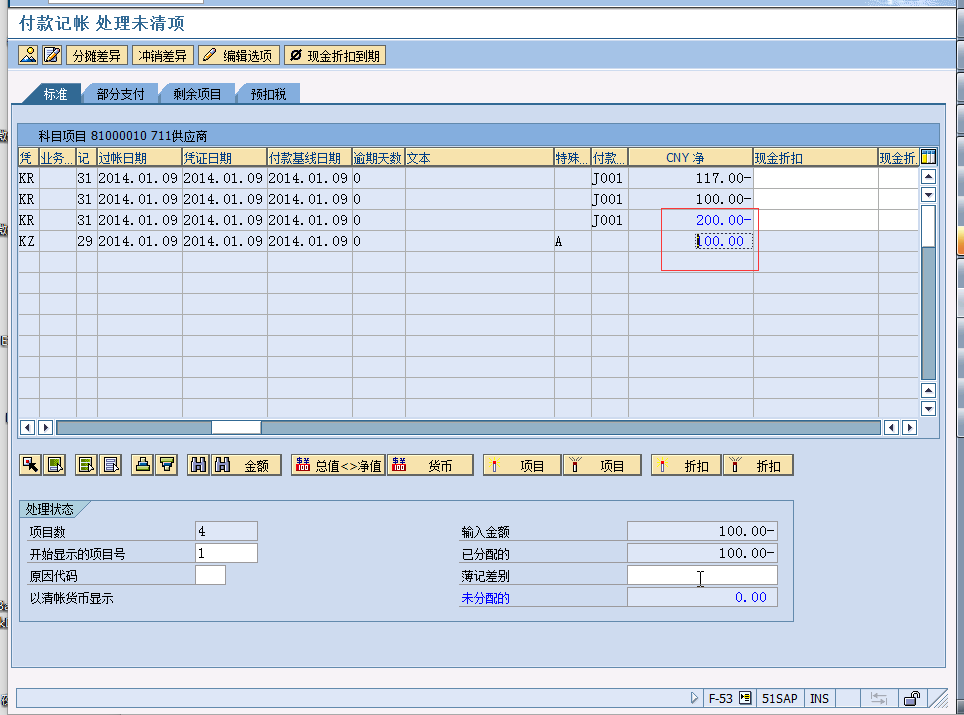 付款记帐 处理未清项
分摊差异 冲销差异 编辑选项 现金折扣到期
标准 部分支付 剩余项目 预扣税
科目项目 81000010 711供应商
凭 业务... 记 过帐日期 凭证日期 付款基线日期 逾期天数 文本 特殊... 付款... CNY 净 现金折扣 现金折.
KR 31 2014.01.09 2014.01.09 2014.01.09 0 J001 117.00-
KR 31 2014.01.09 2014.01.09 2014.01.09 0 J001 100.00-
KR 31 2014.01.09 2014.01.09 2014.01.09 0 J001 200.00-
KZ 29 2014.01.09 2014.01.09 2014.01.09 0 A 100.00
金额 总值<>净值 货币 项目 项目 折扣 折扣
处理状态
项目数 4 输入金额 100.00-
开始显示的项目号 1 已分配的 100.00-
原因代码 薄记差别
以清帐货币显示 未分配的 0.00
F-53 51SAP INS